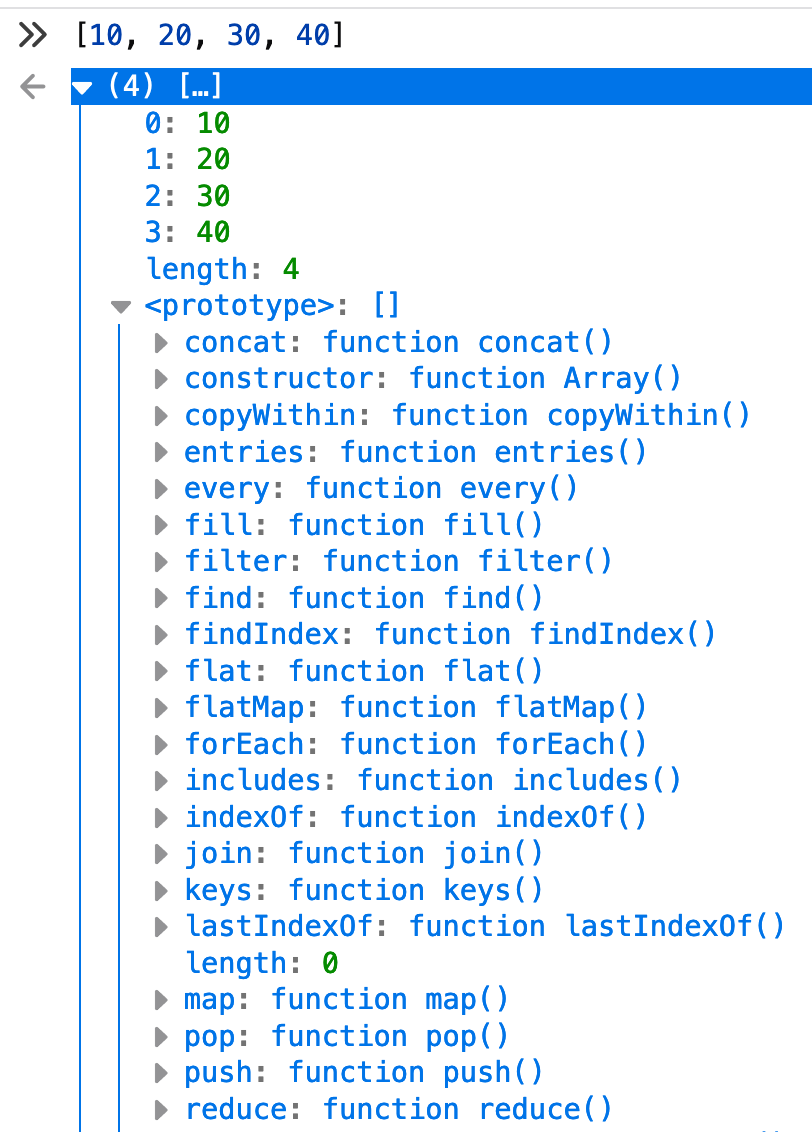 [10, 20, 30, 40]
(4) […]
0: 10
1: 20
2: 30
3: 40
length: 4
<prototype>: []
concat: function concat()
constructor: function Array()
copyWithin: function copyWithin()
entries: function entries()
every: function every()
fill: function fill()
filter: function filter()
find: function find()
findIndex: function findIndex()
flat: function flat()
flatMap: function flatMap()
forEach: function forEach()
includes: function includes()
indexOf: function indexOf()
join: function join()
keys: function keys()
lastIndexOf: function lastIndexOf()
length: 0
map: function map()
pop: function pop()
push: function push()
reduce: function reduce()